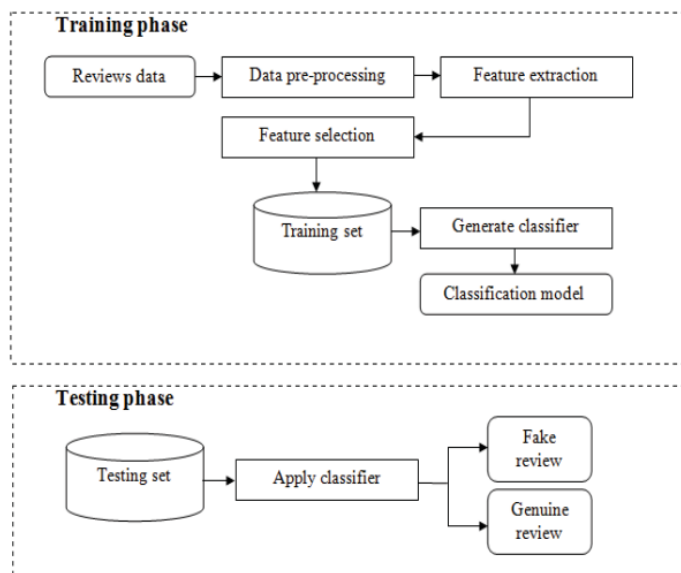 Training phase
Reviews data
Data pre-processing
Feature extraction
Feature selection
Training set
Generate classifier
Classification model
Testing phase
Testing set
Apply classifier
Fake
review
Genuine
review